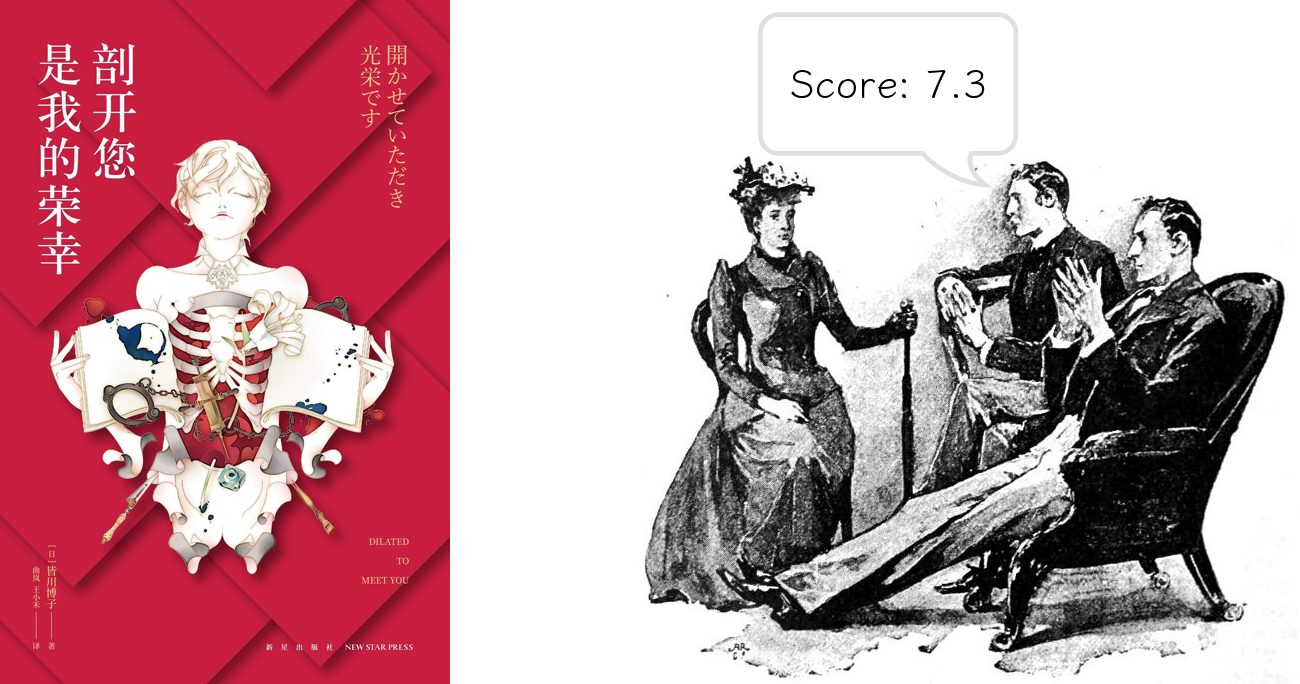 剖开您
是我的荣幸
開かせていただき
光栄です
DILATED
TO
MEET YOU
[日]皆川博子——著
曲岚 王小禾——译
新星出版社 NEW STAR PRESS
Score: 7.3